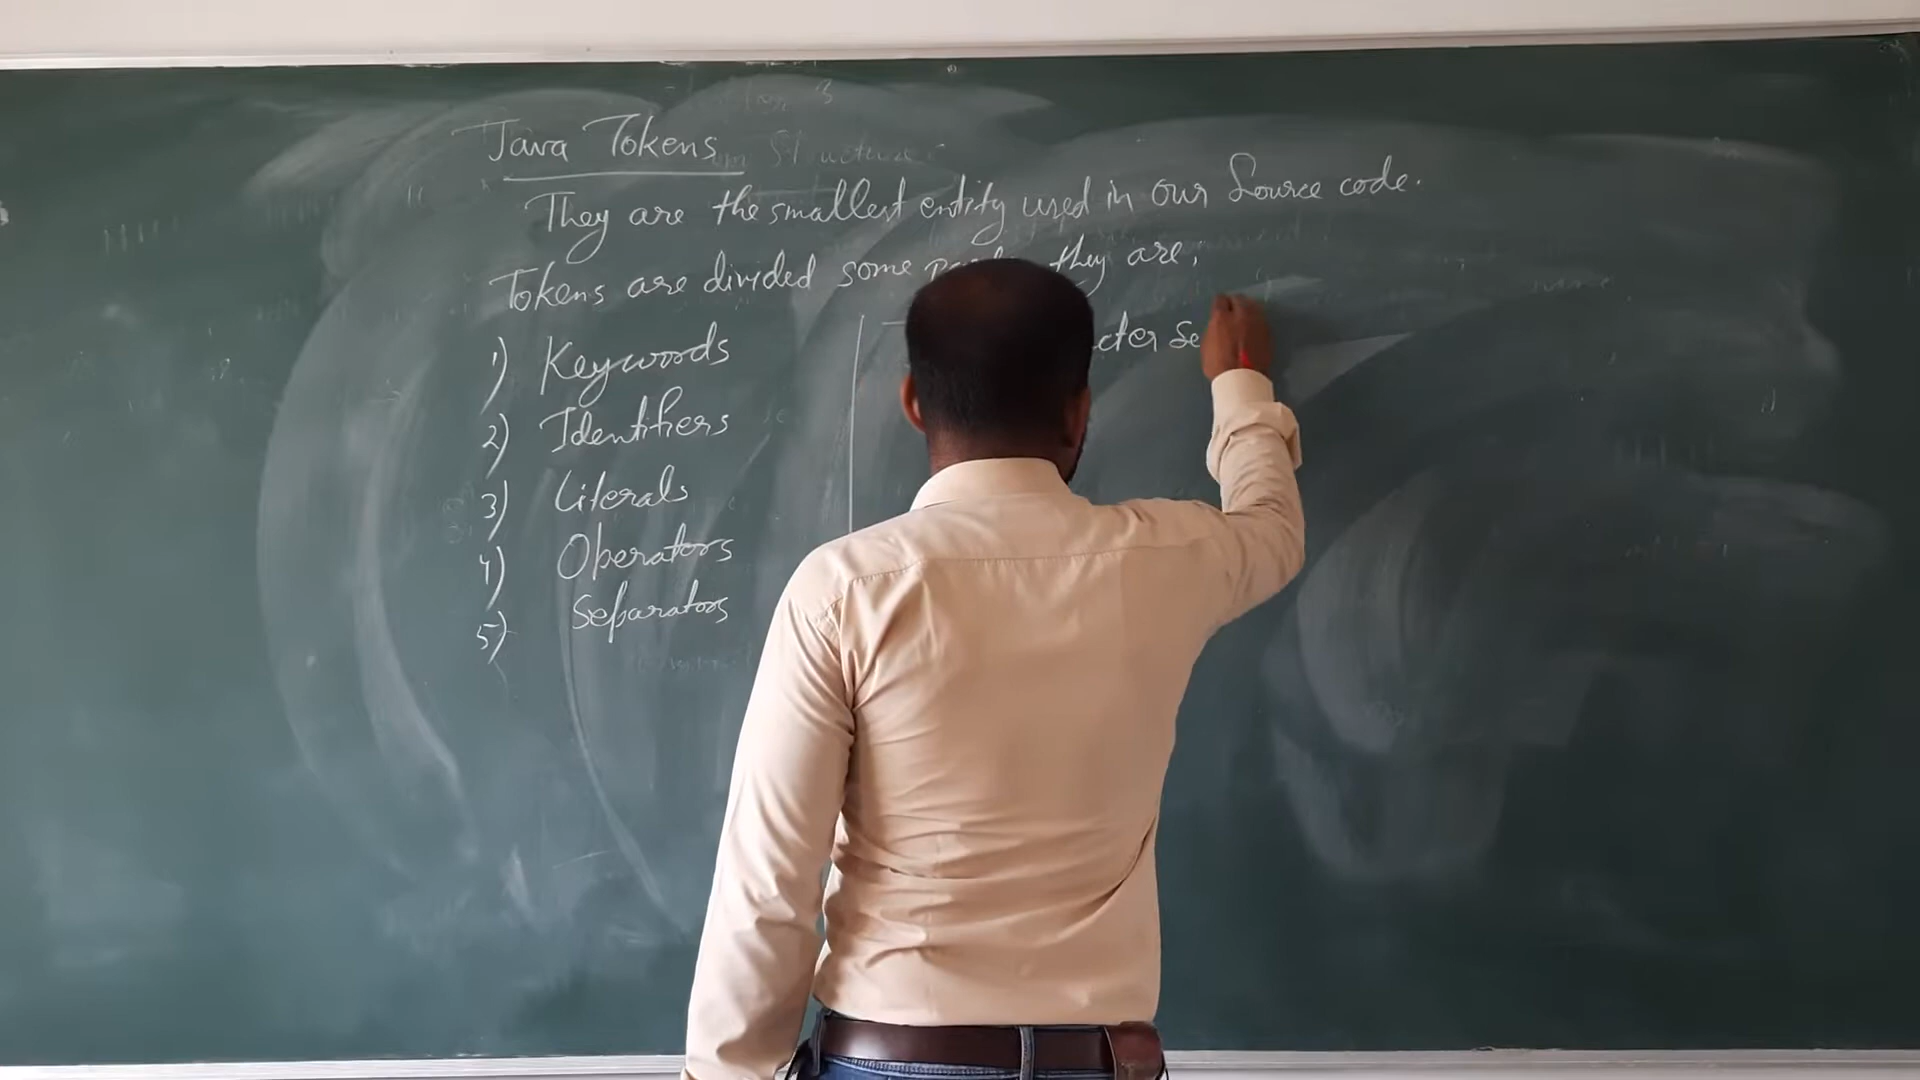 Java Tokens
They are the smallest entity used in our Source code.
Tokens are divided some they are,
1) Keywords
2) Identifiers
3) Literals
4) Operators
5) Separators